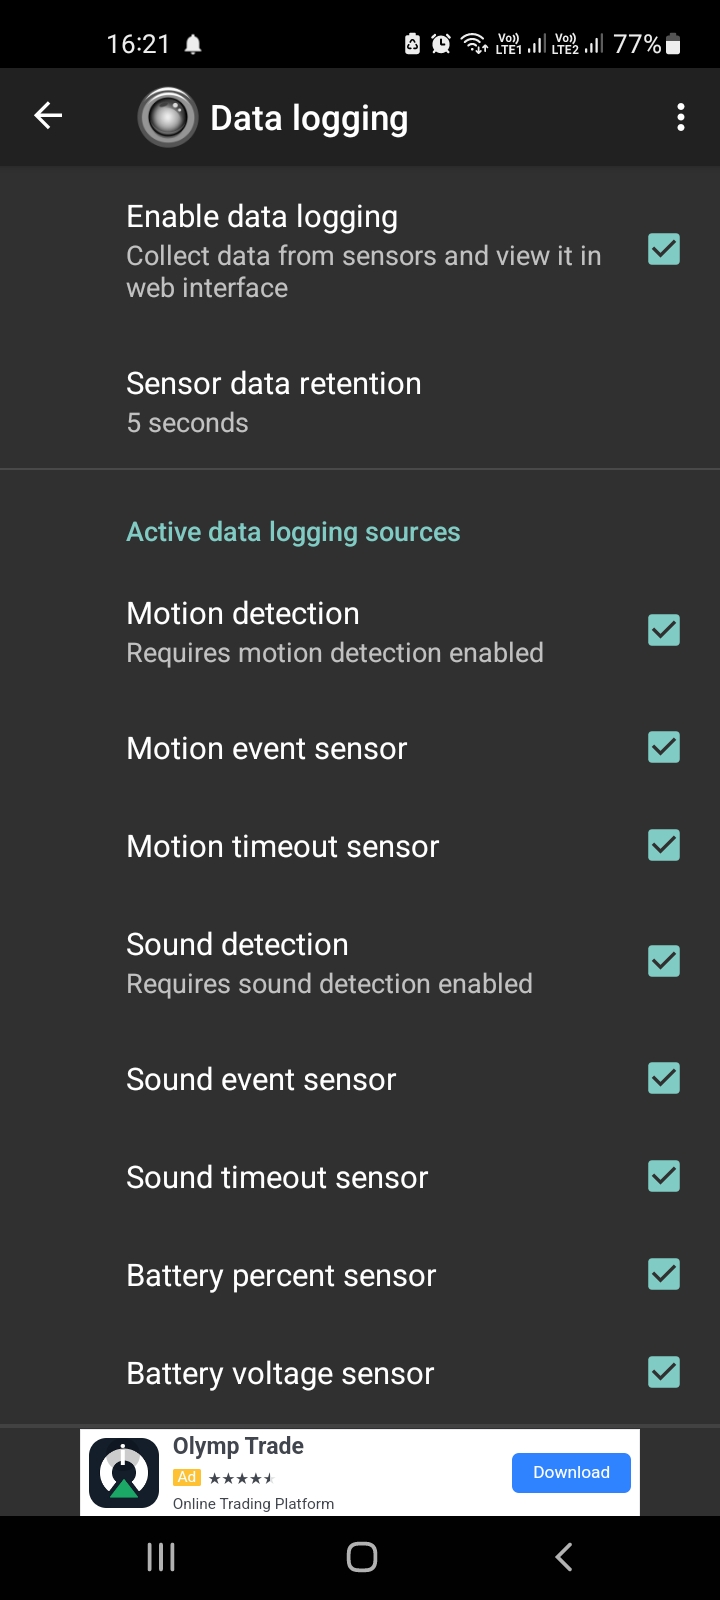 16:21
Vo)) LTE1 Vo)) LTE2 77%
Data logging
Enable data logging
Collect data from sensors and view it in
web interface
Sensor data retention
5 seconds
Active data logging sources
Motion detection
Requires motion detection enabled
Motion event sensor
Motion timeout sensor
Sound detection
Requires sound detection enabled
Sound event sensor
Sound timeout sensor
Battery percent sensor
Battery voltage sensor
Olymp Trade
Ad
Online Trading Platform
Download